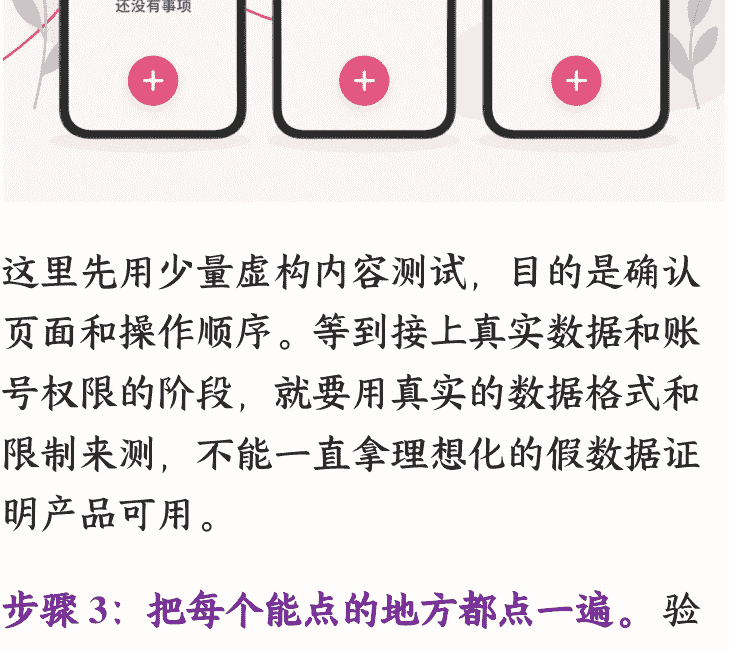 还没有事项
这里先用少量虚构内容测试，目的是确认
页面和操作顺序。等到接上真实数据和账
号权限的阶段，就要用真实的数据格式和
限制来测，不能一直拿理想化的假数据证
明产品可用。
步骤 3：把每个能点的地方都点一遍。验